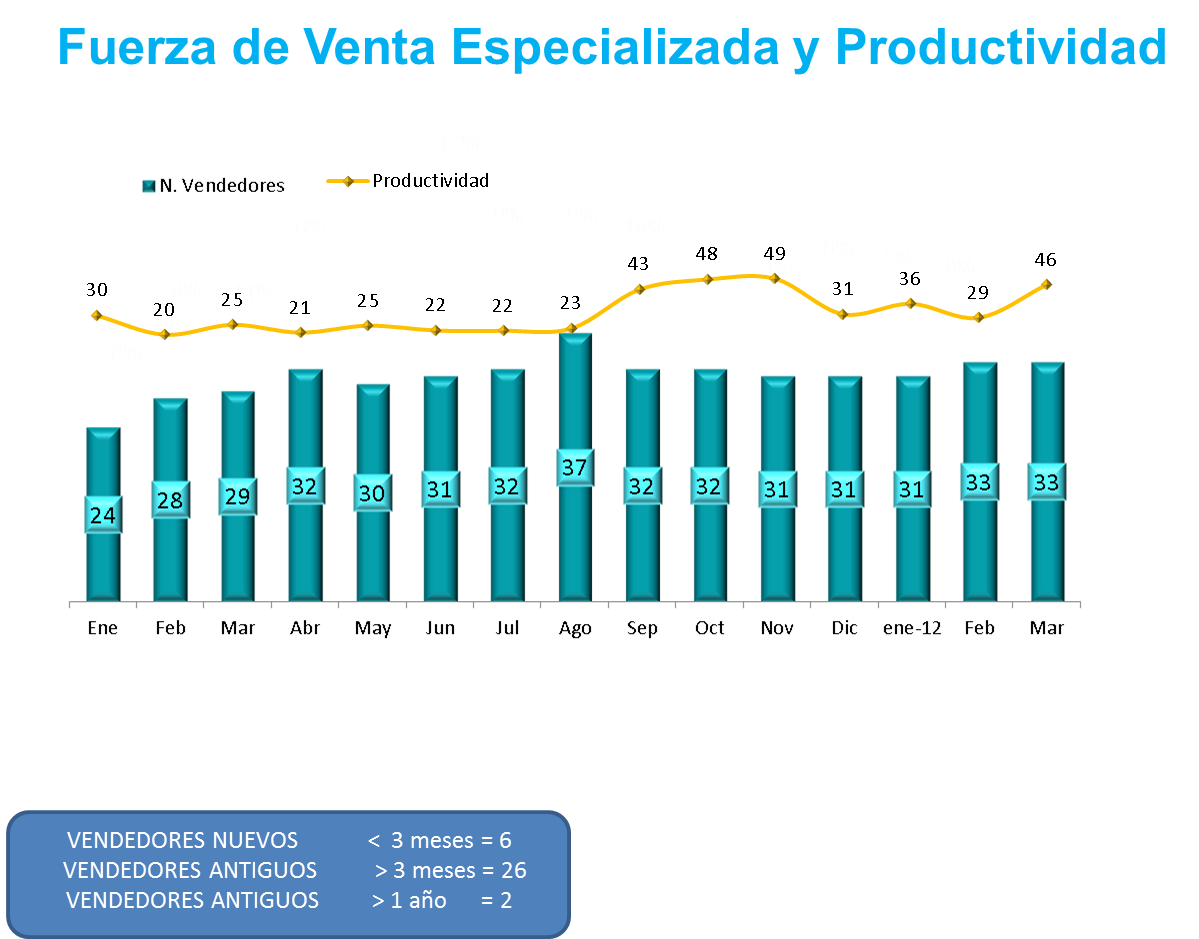 Fuerza de Venta Especializada y Productividad
N. Vendedores Productividad
30 20 25 21 25 22 22 23 43 48 49 31 36 29 46
24 28 29 32 30 31 32 37 32 32 31 31 31 33 33
Ene Feb Mar Abr May Jun Jul Ago Sep Oct Nov Dic ene-12 Feb Mar
VENDEDORES NUEVOS < 3 meses = 6
VENDEDORES ANTIGUOS > 3 meses = 26
VENDEDORES ANTIGUOS > 1 año = 2